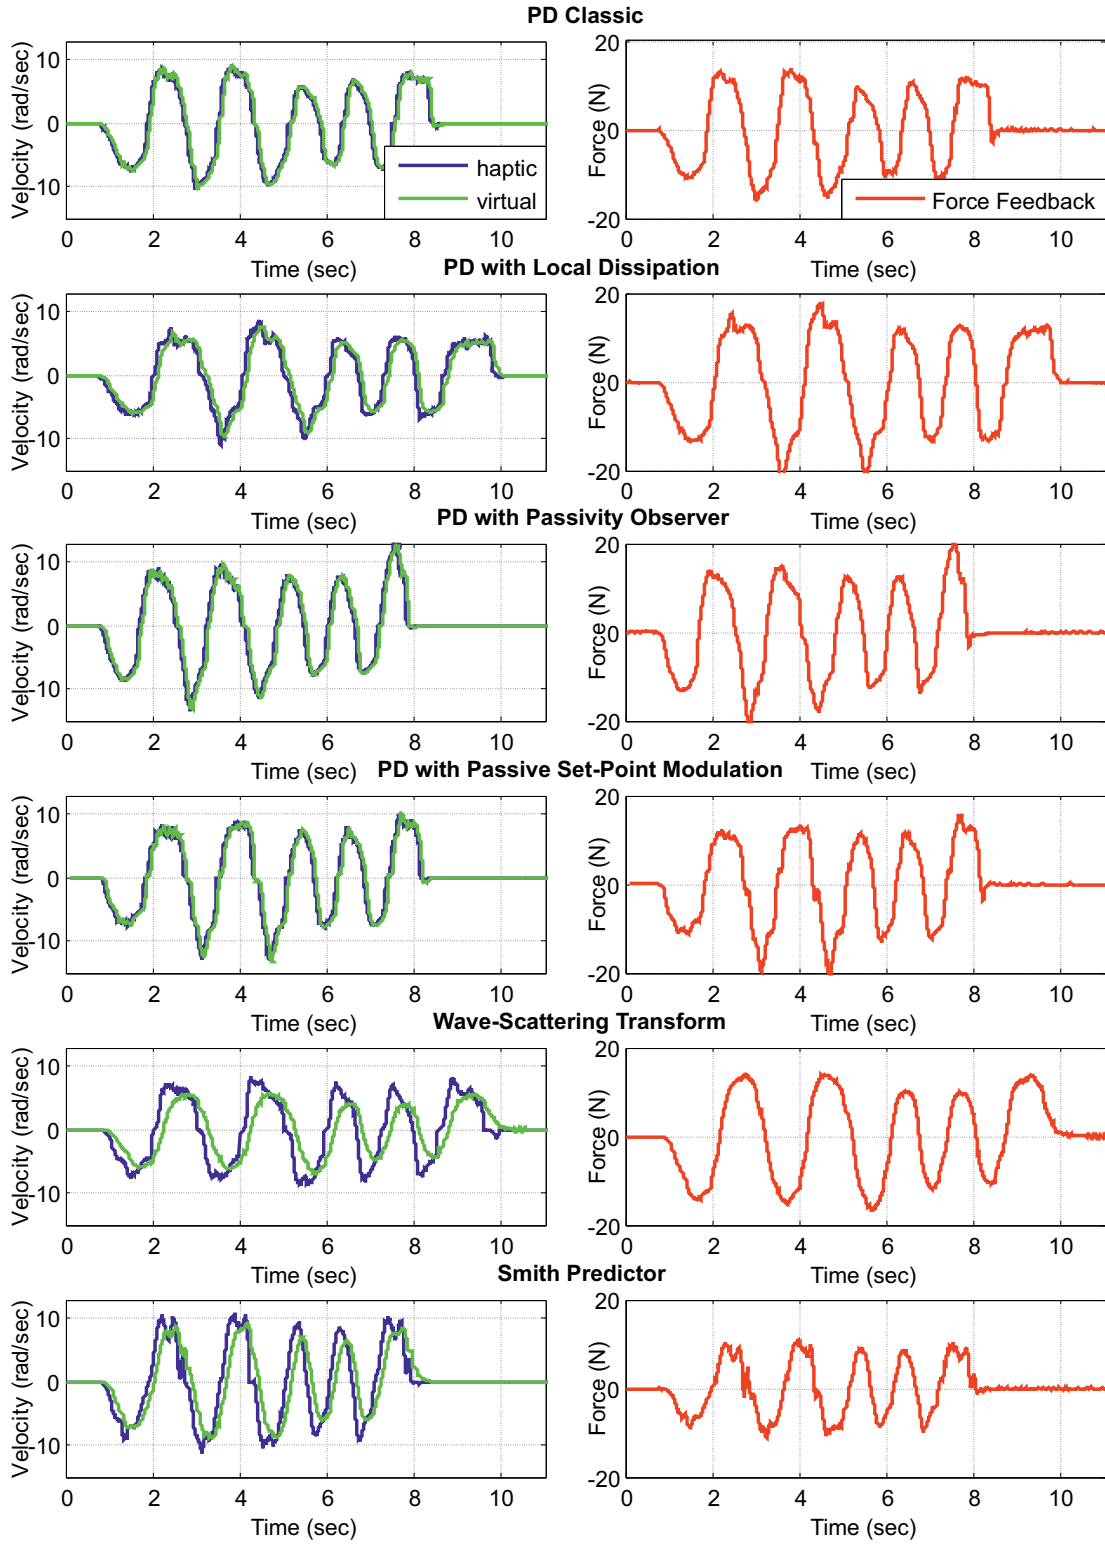 PD Classic
Velocity (rad/sec)
10
0
-10
haptic
virtual
0 2 4 6 8 10
Time (sec)
Force (N)
20
0
-20
Force Feedback
0 2 4 6 8 10
Time (sec)
PD with Local Dissipation
Velocity (rad/sec)
10
0
-10
0 2 4 6 8 10
Time (sec)
Force (N)
20
0
-20
0 2 4 6 8 10
Time (sec)
PD with Passivity Observer
Velocity (rad/sec)
10
0
-10
0 2 4 6 8 10
Time (sec)
Force (N)
20
0
-20
0 2 4 6 8 10
Time (sec)
PD with Passive Set-Point Modulation
Velocity (rad/sec)
10
0
-10
0 2 4 6 8 10
Time (sec)
Force (N)
20
0
-20
0 2 4 6 8 10
Time (sec)
Wave-Scattering Transform
Velocity (rad/sec)
10
0
-10
0 2 4 6 8 10
Time (sec)
Force (N)
20
0
-20
0 2 4 6 8 10
Time (sec)
Smith Predictor
Velocity (rad/sec)
10
0
-10
0 2 4 6 8 10
Time (sec)
Force (N)
20
0
-20
0 2 4 6 8 10
Time (sec)